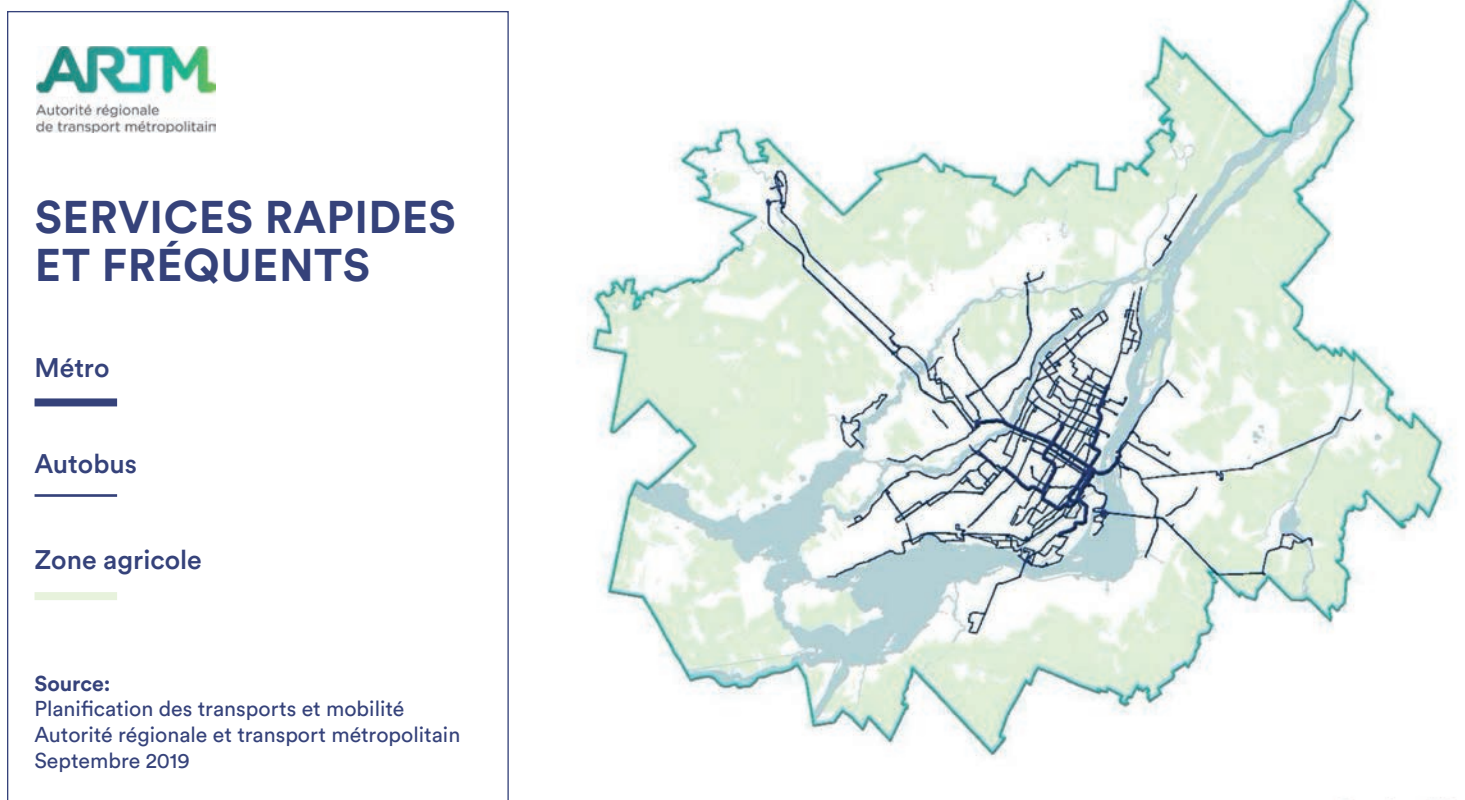 ARTM
Autorité régionale
de transport métropolitain
SERVICES RAPIDES
ET FRÉQUENTS
Métro
Autobus
Zone agricole
Source:
Planification des transports et mobilité
Autorité régionale et transport métropolitain
Septembre 2019